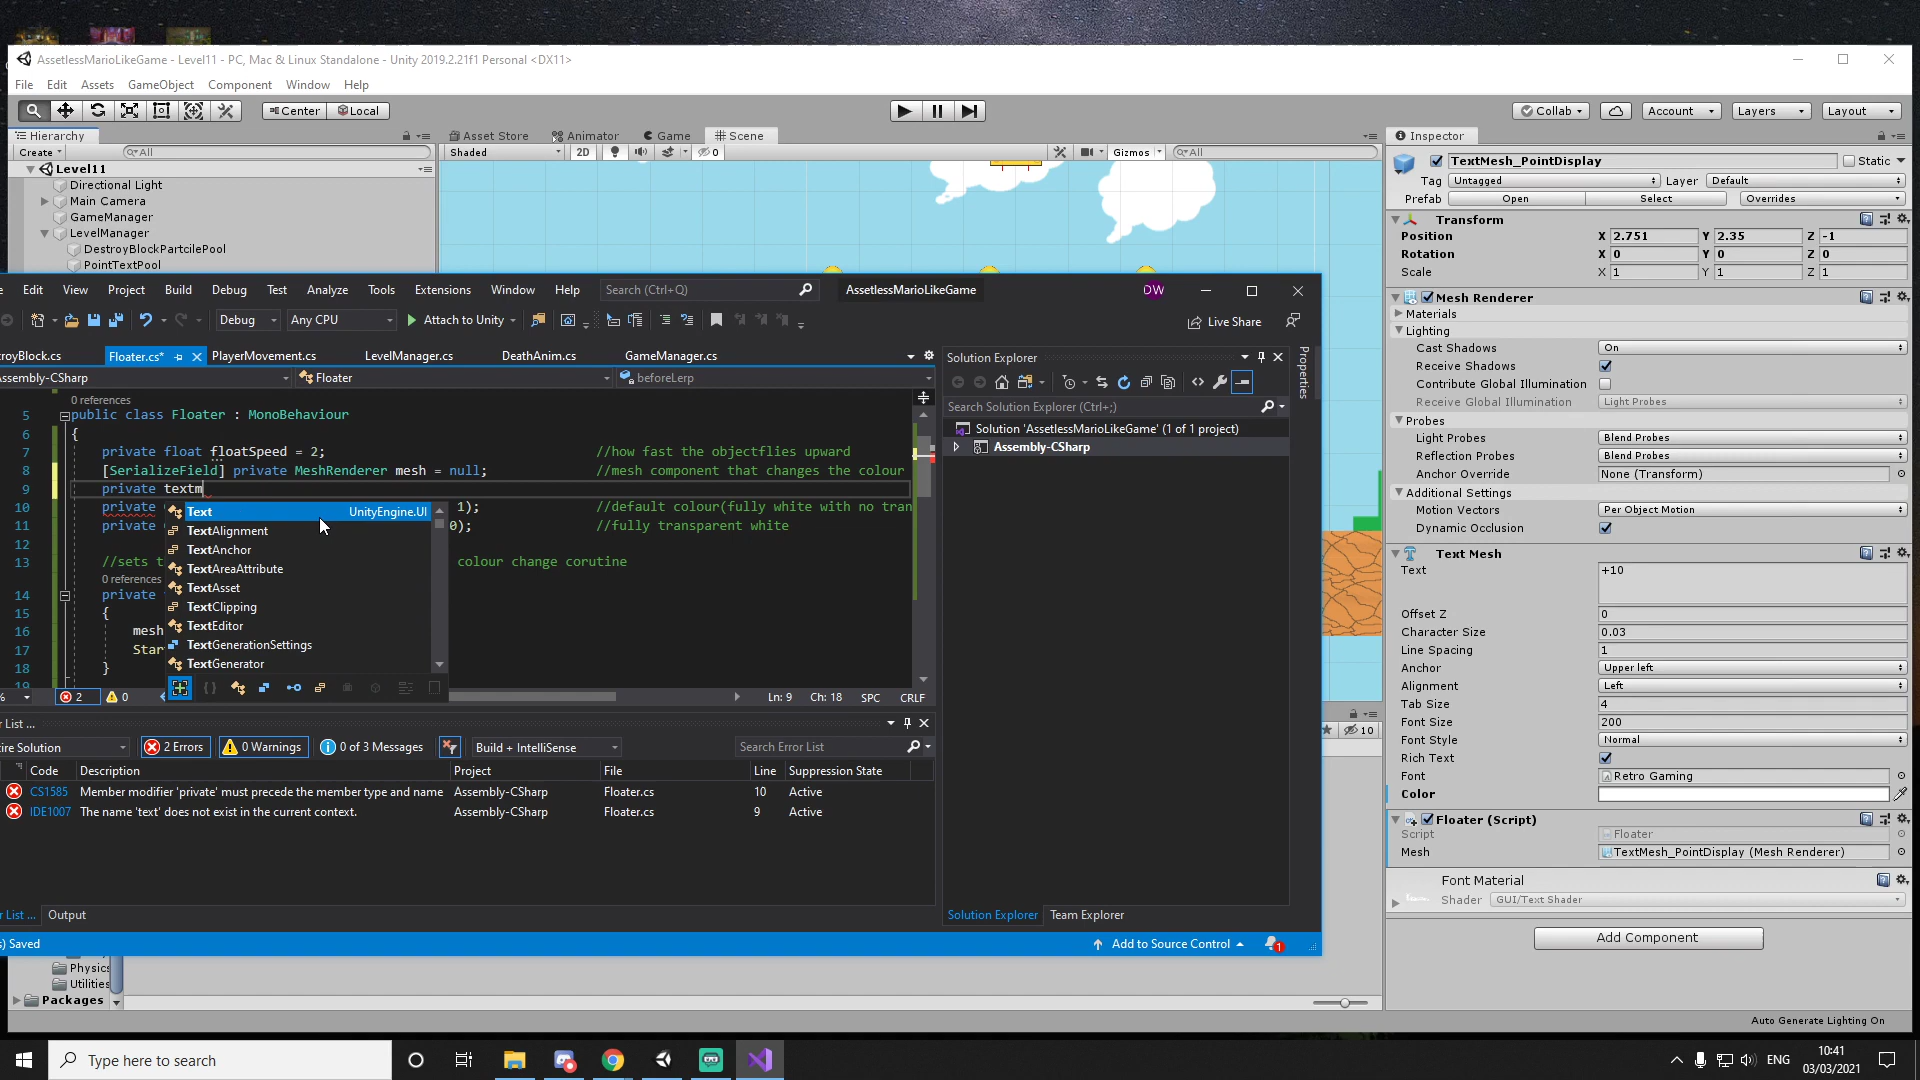 AssetlessMarioLikeGame - Level11 - PC, Mac & Linux Standalone - Unity 2019.2.21f1 Personal <DX11>
File Edit Assets GameObject Component Window Help
Center Local Collab Account Layers Layout
Hierarchy Asset Store Animator Game Scene Inspector
Create All Shaded 2D 0 Gizmos All
TextMesh_PointDisplay Static
Level11
Directional Light
Main Camera
GameManager
LevelManager
DestroyBlockPartcilePool
PointTextPool
Tag Untagged Layer Default
Prefab Open Select Overrides
Transform
Position X 2.751 Y 2.35 Z -1
Rotation X 0 Y 0 Z 0
Scale X 1 Y 1 Z 1
Mesh Renderer
Materials
Lighting
Cast Shadows On
Receive Shadows
Contribute Global Illumination
Receive Global Illumination Light Probes
Probes
Light Probes Blend Probes
Reflection Probes Blend Probes
Anchor Override None (Transform)
Additional Settings
Motion Vectors Per Object Motion
Dynamic Occlusion
Text Mesh
Text +10
Offset Z 0
Character Size 0.03
Line Spacing 1
Anchor Upper left
Alignment Left
Tab Size 4
Font Size 200
Font Style Normal
Rich Text
Font Retro Gaming
Color
Floater (Script)
Script Floater
Mesh TextMesh_PointDisplay (Mesh Renderer)
Font Material
Shader GUI/Text Shader
Add Component
Auto Generate Lighting On
e Edit View Project Build Debug Test Analyze Tools Extensions Window Help Search (Ctrl+Q) AssetlessMarioLikeGame DW
Debug Any CPU Attach to Unity Live Share
royBlock.cs Floater.cs* PlayerMovement.cs LevelManager.cs DeathAnim.cs GameManager.cs
ssembly-CSharp Floater beforeLerp
0 references
5 public class Floater : MonoBehaviour
6 {
7 private float floatSpeed = 2; //how fast the objectflies upward
8 [SerializeField] private MeshRenderer mesh = null; //mesh component that changes the colour
9 private textm
10 private 1); //default colour(fully white with no tran
11 private 0); //fully transparent white
12
13 //sets t colour change corutine
0 references
14 private
15 {
16 mesh
17 Star
18 }
19
Text UnityEngine.UI
TextAlignment
TextAnchor
TextAreaAttribute
TextAsset
TextClipping
TextEditor
TextGenerationSettings
TextGenerator
% 2 0 Ln: 9 Ch: 18 SPC CRLF
r List ...
ire Solution 2 Errors 0 Warnings 0 of 3 Messages Build + IntelliSense Search Error List
Code Description Project File Line Suppression State
CS1585 Member modifier 'private' must precede the member type and name Assembly-CSharp Floater.cs 10 Active
IDE1007 The name 'text' does not exist in the current context. Assembly-CSharp Floater.cs 9 Active
r List ... Output
Solution Explorer
Search Solution Explorer (Ctrl+;)
Solution 'AssetlessMarioLikeGame' (1 of 1 project)
Assembly-CSharp
Solution Explorer Team Explorer
Properties
) Saved Add to Source Control 1
10
Physics
Utilities
Packages
Type here to search
ENG 10:41
03/03/2021